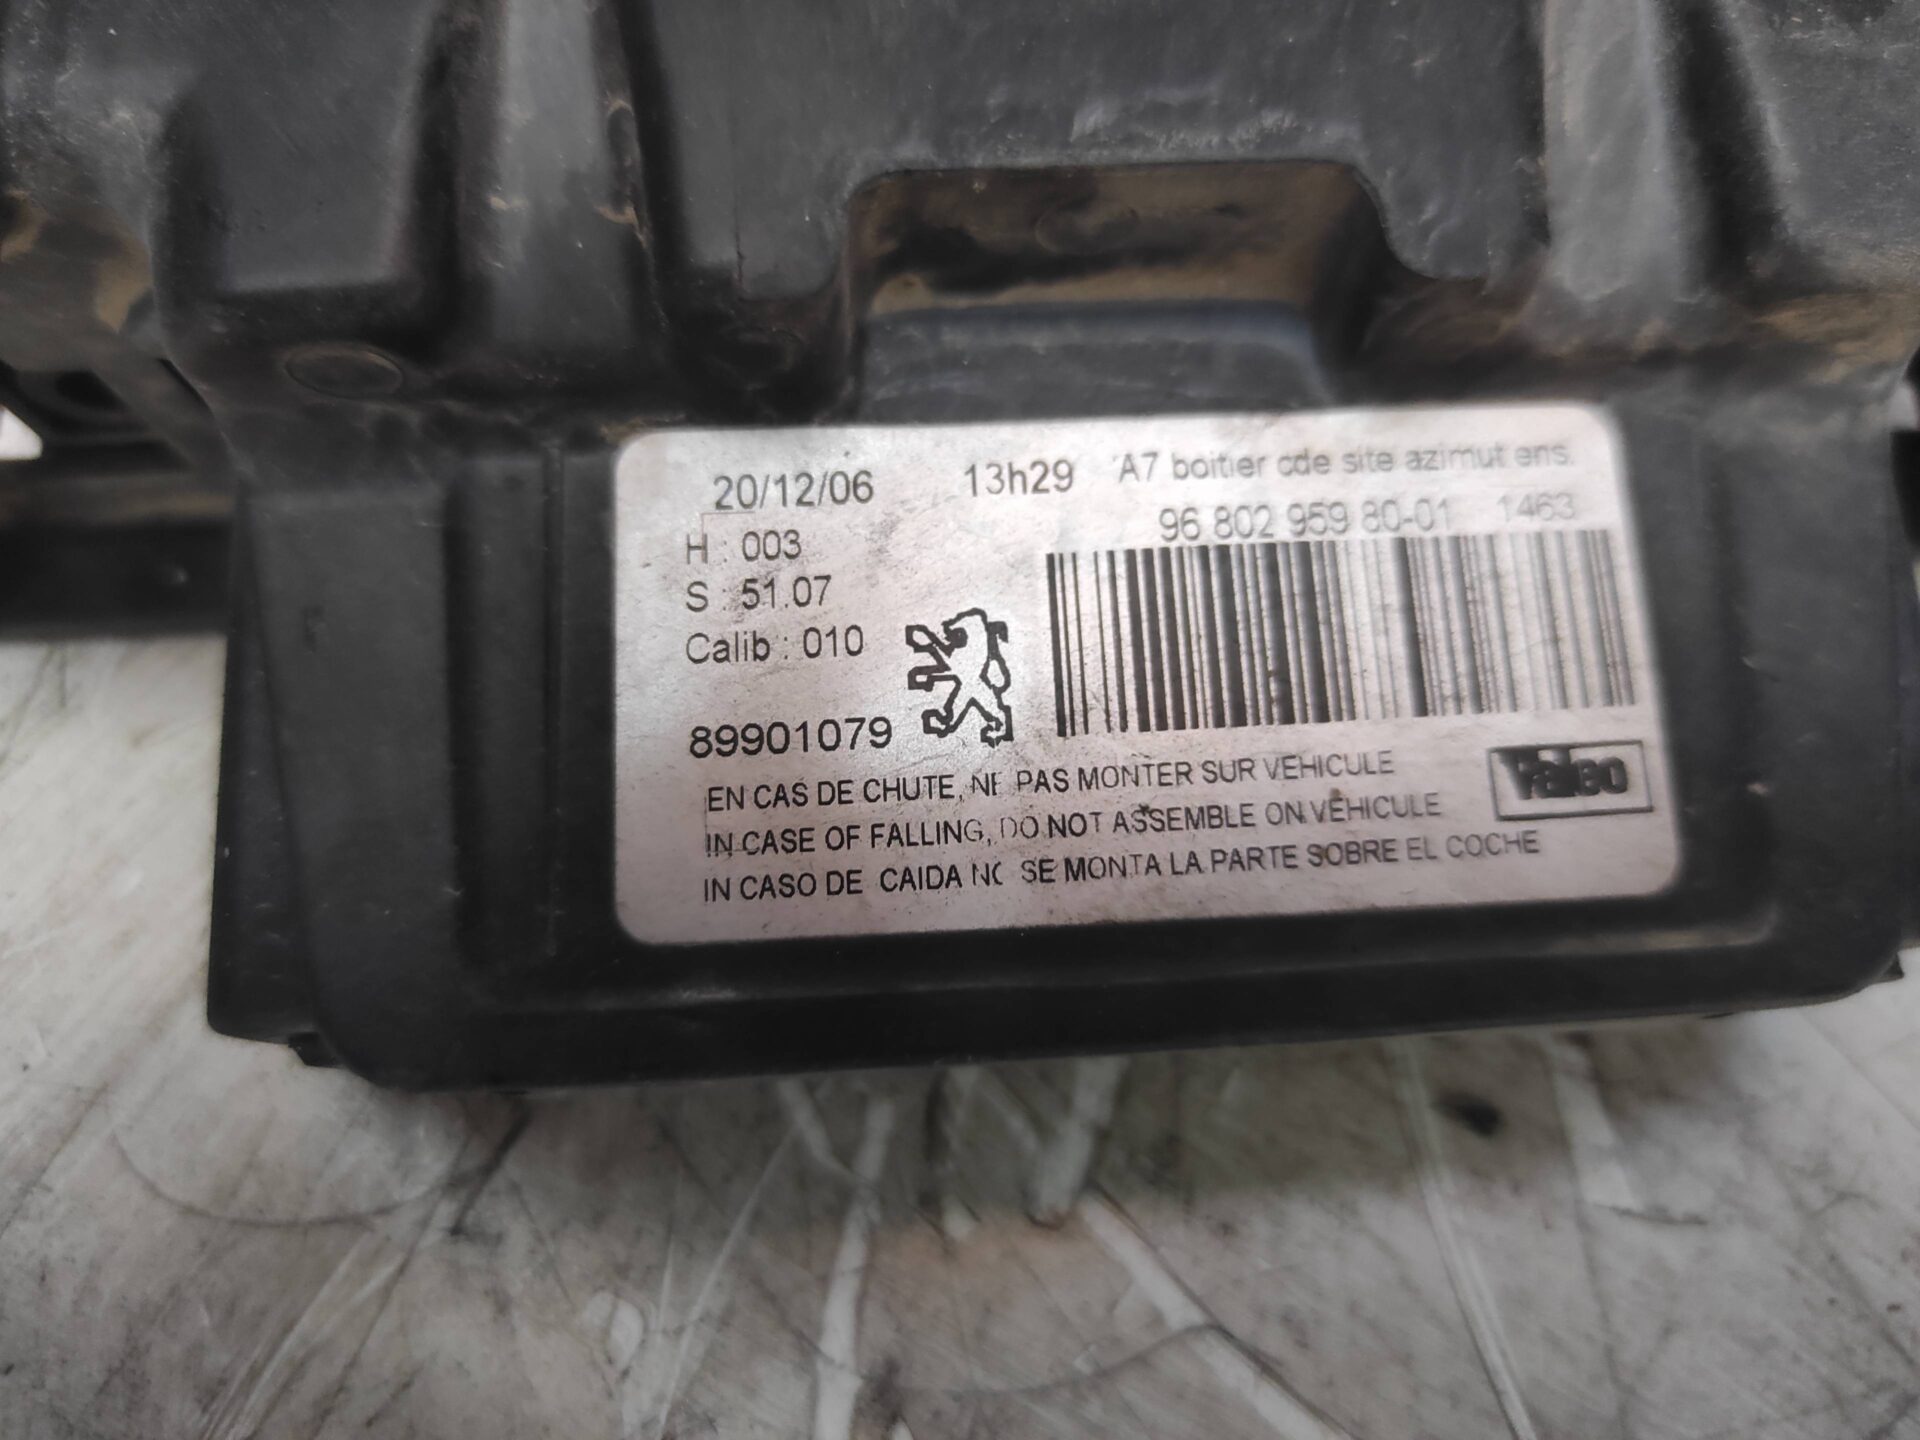 20/12/06 13h29 A7 boitier cde site azimut ens.
96 802 959 80-01 1463
H : 003
S : 51.07
Calib : 010
89901079
EN CAS DE CHUTE, NE PAS MONTER SUR VEHICULE
Valeo
IN CASE OF FALLING, DO NOT ASSEMBLE ON VEHICULE
IN CASO DE CAIDA NO SE MONTA LA PARTE SOBRE EL COCHE